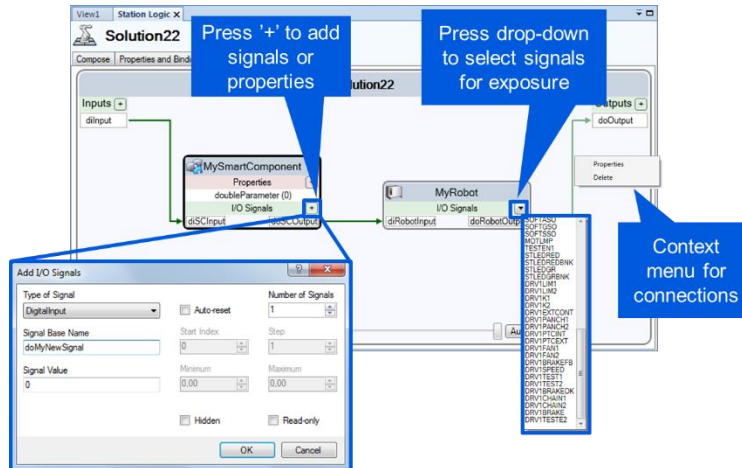 View1
Station Logic X
Solution22
Compose
Properties and Bind
Press '+' to add
signals or
properties
Press drop-down
to select signals
for exposure
lution22
Inputs +
diInput
Outputs +
doOutput
MySmartComponent
Properties
doubleParameter (0)
I/O Signals +
diSCInput
doSCOutput
MyRobot
I/O Signals
diRobotInput
doRobotOutput
Properties
Delete
Context
menu for
connections
SOFTASO
SOFTGSO
SOFTSSO
MOTLMP
TESTEN1
STLEDRED
STLEDREDBNK
STLEDGR
STLEDGRBNK
DRV1LIM1
DRV1LIM2
DRV1K1
DRV1K2
DRV1EXTCONT
DRV1PANCH1
DRV1PANCH2
DRV1PTCINT
DRV1PTCEXT
DRV1FAN1
DRV1FAN2
DRV1BRAKEFB
DRV1SPEED
DRV1TEST1
DRV1TEST2
DRV1BRAKEOK
DRV1CHAIN1
DRV1CHAIN2
DRV1BRAKE
DRV1TESTE2
Au
Add I/O Signals
Type of Signal
DigitalInput
Auto-reset
Number of Signals
1
Signal Base Name
doMyNewSignal
Start Index
0
Step
1
Signal Value
0
Minimum
0,00
Maximum
0,00
Hidden
Read-only
OK
Cancel